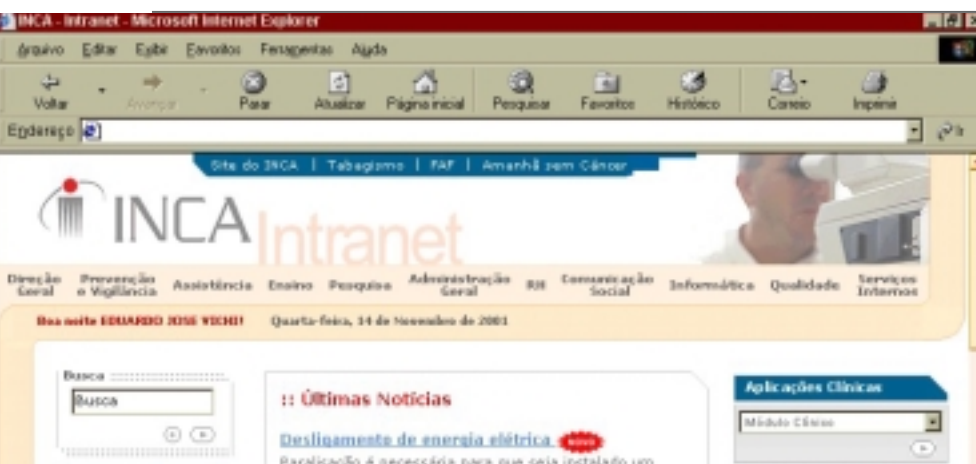 INCA - Intranet - Microsoft Internet Explorer
Arquivo Editar Exibir Favoritos Ferramentas Ajuda
Voltar Avançar Parar Atualizar Página inicial Pesquisar Favoritos Histórico Correio Imprimir
Endereço
Site do INCA | Tabagismo | FAF | Amanhã sem Câncer
INCA Intranet
Direção Geral Prevenção e Vigilância Assistência Ensino Pesquisa Administração Geral RH Comunicação Social Informática Qualidade Serviços Internos
Boa noite EDUARDO JOSE VICHI! Quarta-feira, 14 de Novembro de 2001
Busca
Busca
:: Últimas Notícias
Desligamento de energia elétrica NOVO
Paralisação é necessária para que seja instalado um
Aplicações Clínicas
Módulo Clínico